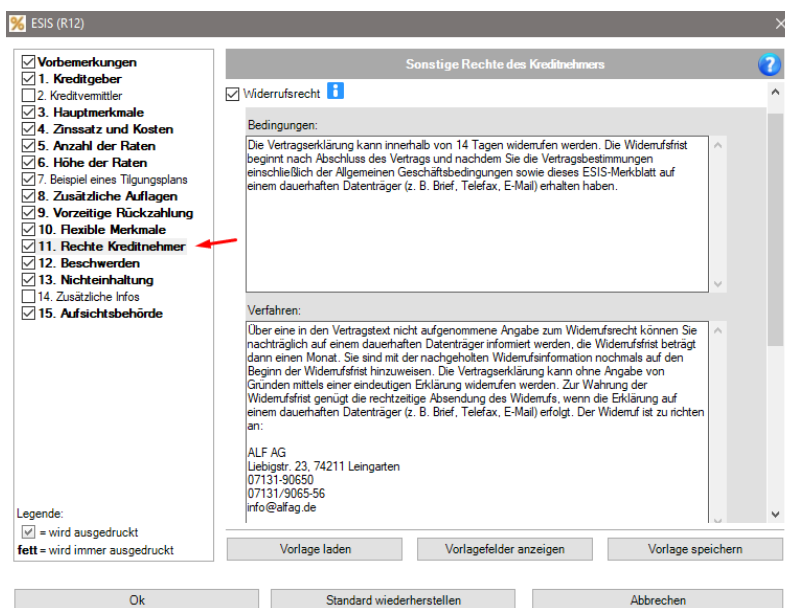 ESIS (R12)
Vorbemerkungen
1. Kreditgeber
2. Kreditvermittler
3. Hauptmerkmale
4. Zinssatz und Kosten
5. Anzahl der Raten
6. Höhe der Raten
7. Beispiel eines Tilgungsplans
8. Zusätzliche Auflagen
9. Vorzeitige Rückzahlung
10. Flexible Merkmale
11. Rechte Kreditnehmer
12. Beschwerden
13. Nichteinhaltung
14. Zusätzliche Infos
15. Aufsichtsbehörde
Legende:
= wird ausgedruckt
fett = wird immer ausgedruckt
Sonstige Rechte des Kreditnehmers
Widerrufsrecht
Bedingungen:
Die Vertragserklärung kann innerhalb von 14 Tagen widerrufen werden. Die Widerrufsfrist
beginnt nach Abschluss des Vertrags und nachdem Sie die Vertragsbestimmungen
einschließlich der Allgemeinen Geschäftsbedingungen sowie dieses ESIS-Merkblatt auf
einem dauerhaften Datenträger (z. B. Brief, Telefax, E-Mail) erhalten haben.
Verfahren:
Über eine in den Vertragstext nicht aufgenommene Angabe zum Widerrufsrecht können Sie
nachträglich auf einem dauerhaften Datenträger informiert werden, die Widerrufsfrist beträgt
dann einen Monat. Sie sind mit der nachgeholten Widerrufsinformation nochmals auf den
Beginn der Widerrufsfrist hinzuweisen. Die Vertragserklärung kann ohne Angabe von
Gründen mittels einer eindeutigen Erklärung widerrufen werden. Zur Wahrung der
Widerrufsfrist genügt die rechtzeitige Absendung des Widerrufs, wenn die Erklärung auf
einem dauerhaften Datenträger (z. B. Brief, Telefax, E-Mail) erfolgt. Der Widerruf ist zu richten
an:
ALF AG
Liebigstr. 23, 74211 Leingarten
07131-90650
07131/9065-56
info@alfag.de
Vorlage laden
Vorlagefelder anzeigen
Vorlage speichern
Ok
Standard wiederherstellen
Abbrechen